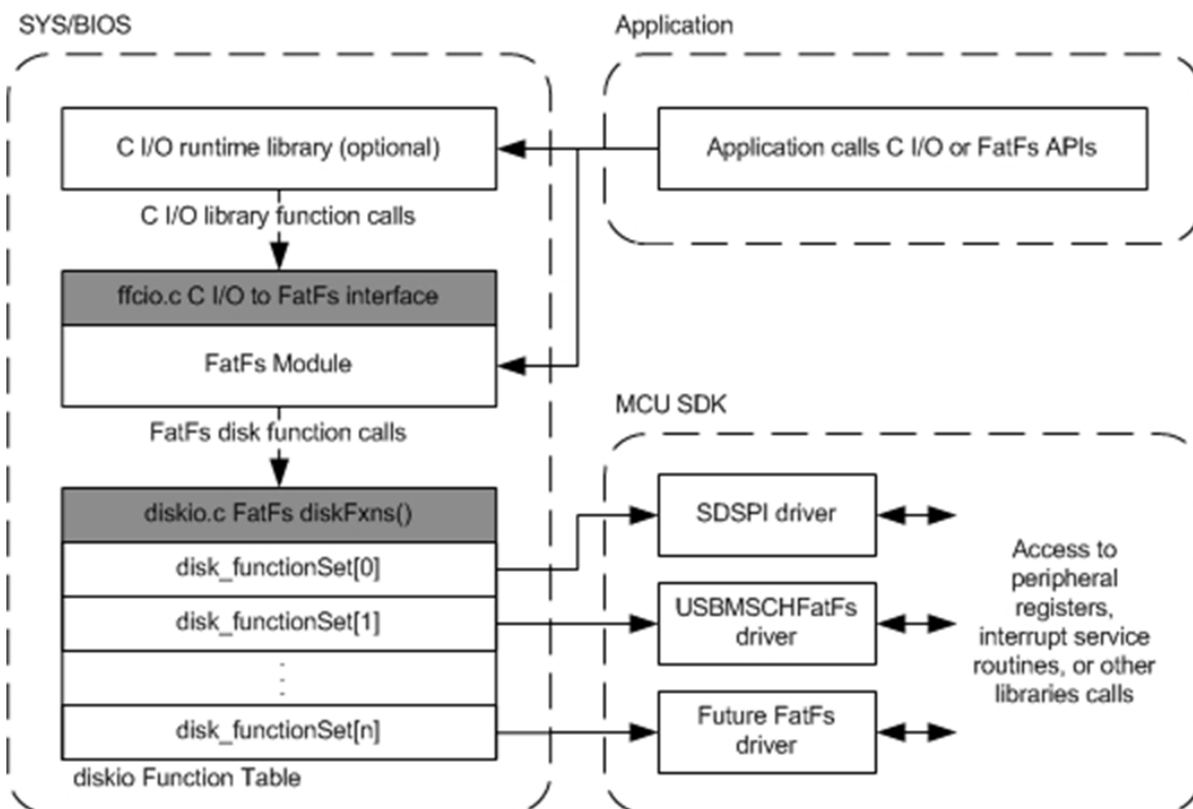 SYS/BIOS
C I/O runtime library (optional)
C I/O library function calls
ffcio.c C I/O to FatFs interface
FatFs Module
FatFs disk function calls
diskio.c FatFs diskFxns()
disk_functionSet[0]
disk_functionSet[1]
disk_functionSet[n]
diskio Function Table
Application
Application calls C I/O or FatFs APIs
MCU SDK
SDSPI driver
USBMSCHFatFs
driver
Future FatFs
driver
Access to
peripheral
registers,
interrupt service
routines, or other
libraries calls